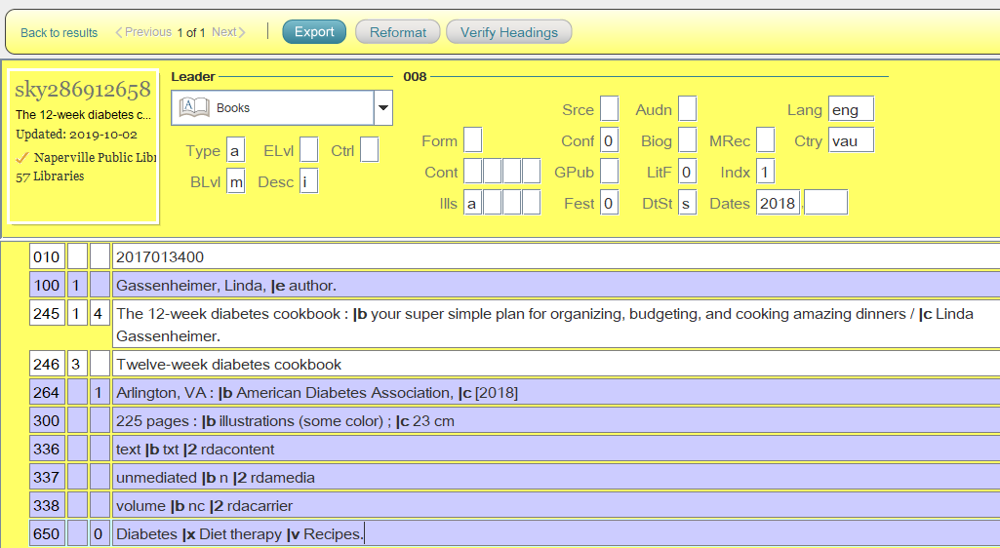 Back to results Previous 1 of 1 Next Export Reformat Verify Headings
sky286912658
The 12-week diabetes c...
Updated: 2019-10-02
Naperville Public Libr
57 Libraries
Leader
A Books
Type a ELvl Ctrl
BLvl m Desc i
008
Srce Audn Lang eng
Form Conf 0 Biog MRec Ctry vau
Cont GPub LitF 0 Indx 1
Ills a Fest 0 DtSt s Dates 2018 ,
010 2017013400
100 1 Gassenheimer, Linda, |e author.
245 1 4 The 12-week diabetes cookbook : |b your super simple plan for organizing, budgeting, and cooking amazing dinners / |c Linda
Gassenheimer.
246 3 Twelve-week diabetes cookbook
264 1 Arlington, VA : |b American Diabetes Association, |c [2018]
300 225 pages : |b illustrations (some color) ; |c 23 cm
336 text |b txt |2 rdacontent
337 unmediated |b n |2 rdamedia
338 volume |b nc |2 rdacarrier
650 0 Diabetes |x Diet therapy |v Recipes.